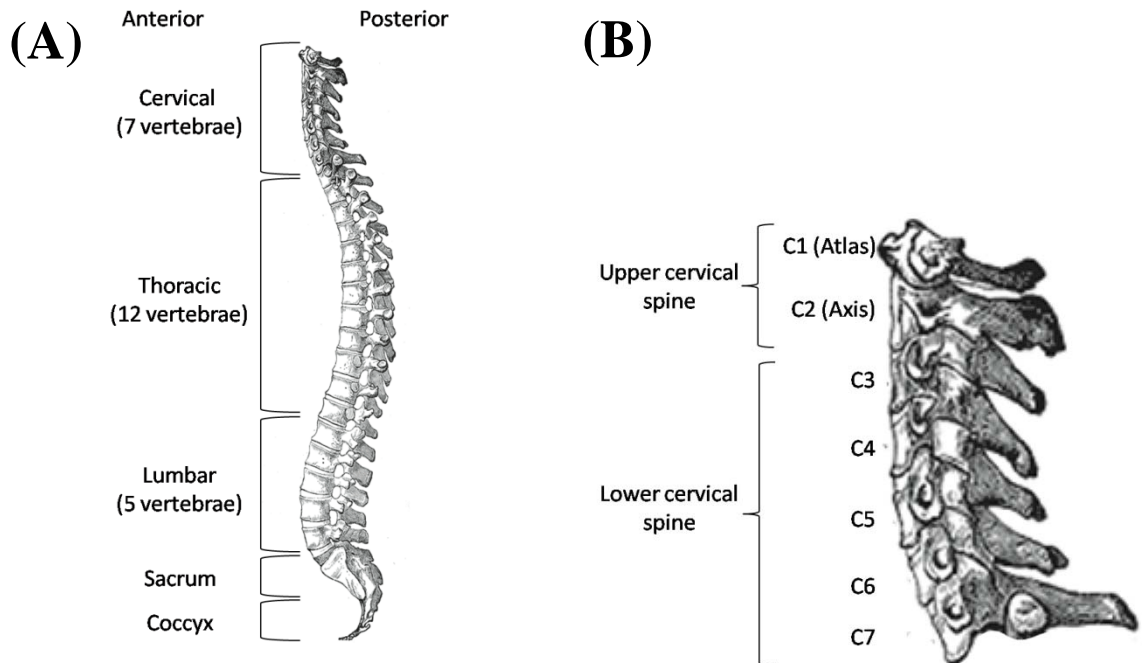 (A)
Anterior
Posterior
Cervical
(7 vertebrae)
Thoracic
(12 vertebrae)
Lumbar
(5 vertebrae)
Sacrum
Coccyx
(B)
Upper cervical
spine
C1 (Atlas)
C2 (Axis)
Lower cervical
spine
C3
C4
C5
C6
C7